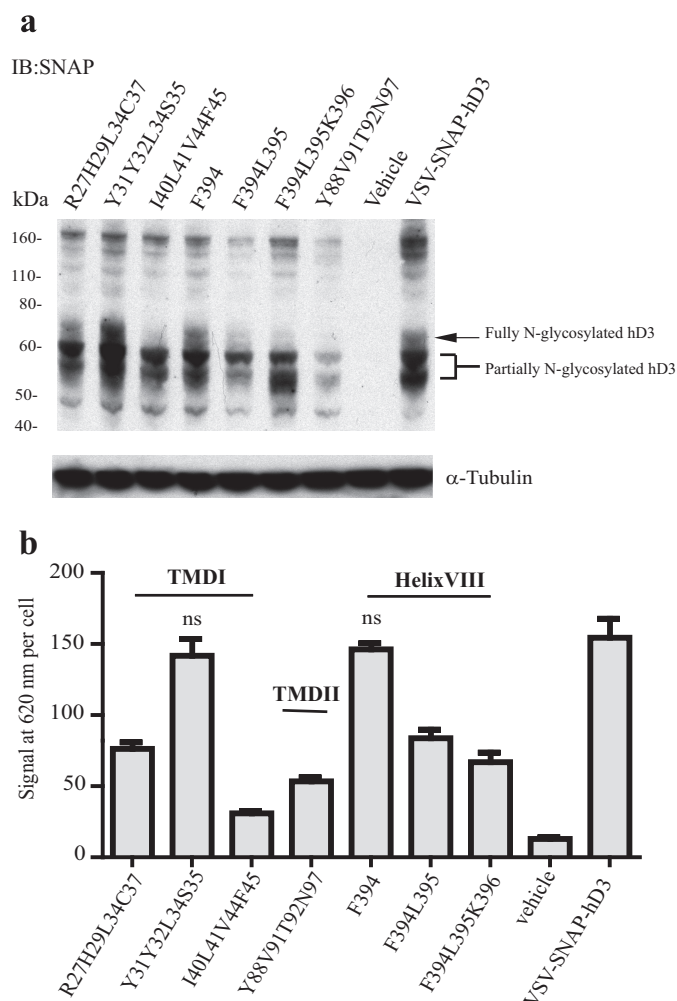 a
IB:SNAP
R27H29L34C37
Y31Y32L34S35
I40L41V44F45
F394
F394L395
F394L395K396
Y88V91T92N97
Vehicle
VSV-SNAP-hD3
kDa
160-
110-
80-
60-
50-
40-
Fully N-glycosylated hD3
Partially N-glycosylated hD3
α-Tubulin
b
Signal at 620 nm per cell
200
150
100
50
0
TMDI
ns
TMDII
HelixVIII
ns
R27H29L34C37
Y31Y32L34S35
I40L41V44F45
Y88V91T92N97
F394
F394L395
F394L395K396
vehicle
VSV-SNAP-hD3